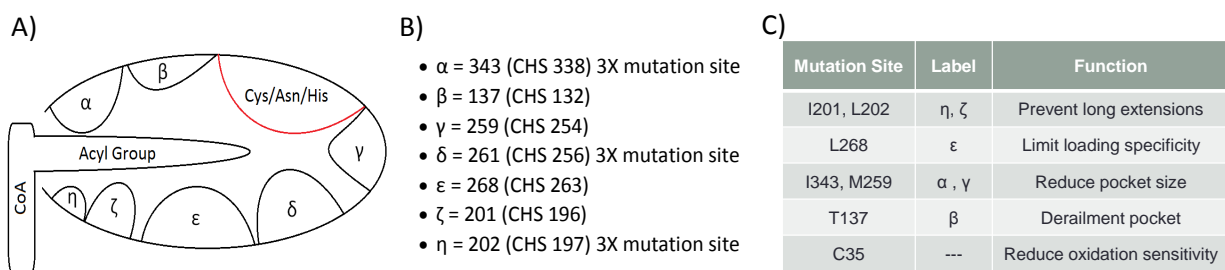 A)
α
β
Cys/Asn/His
γ
Acyl Group
CoA
η
ζ
ε
δ
B)
• α = 343 (CHS 338) 3X mutation site
• β = 137 (CHS 132)
• γ = 259 (CHS 254)
• δ = 261 (CHS 256) 3X mutation site
• ε = 268 (CHS 263)
• ζ = 201 (CHS 196)
• η = 202 (CHS 197) 3X mutation site
C)
Mutation Site Label Function
I201, L202 η, ζ Prevent long extensions
L268 ε Limit loading specificity
I343, M259 α , γ Reduce pocket size
T137 β Derailment pocket
C35 --- Reduce oxidation sensitivity